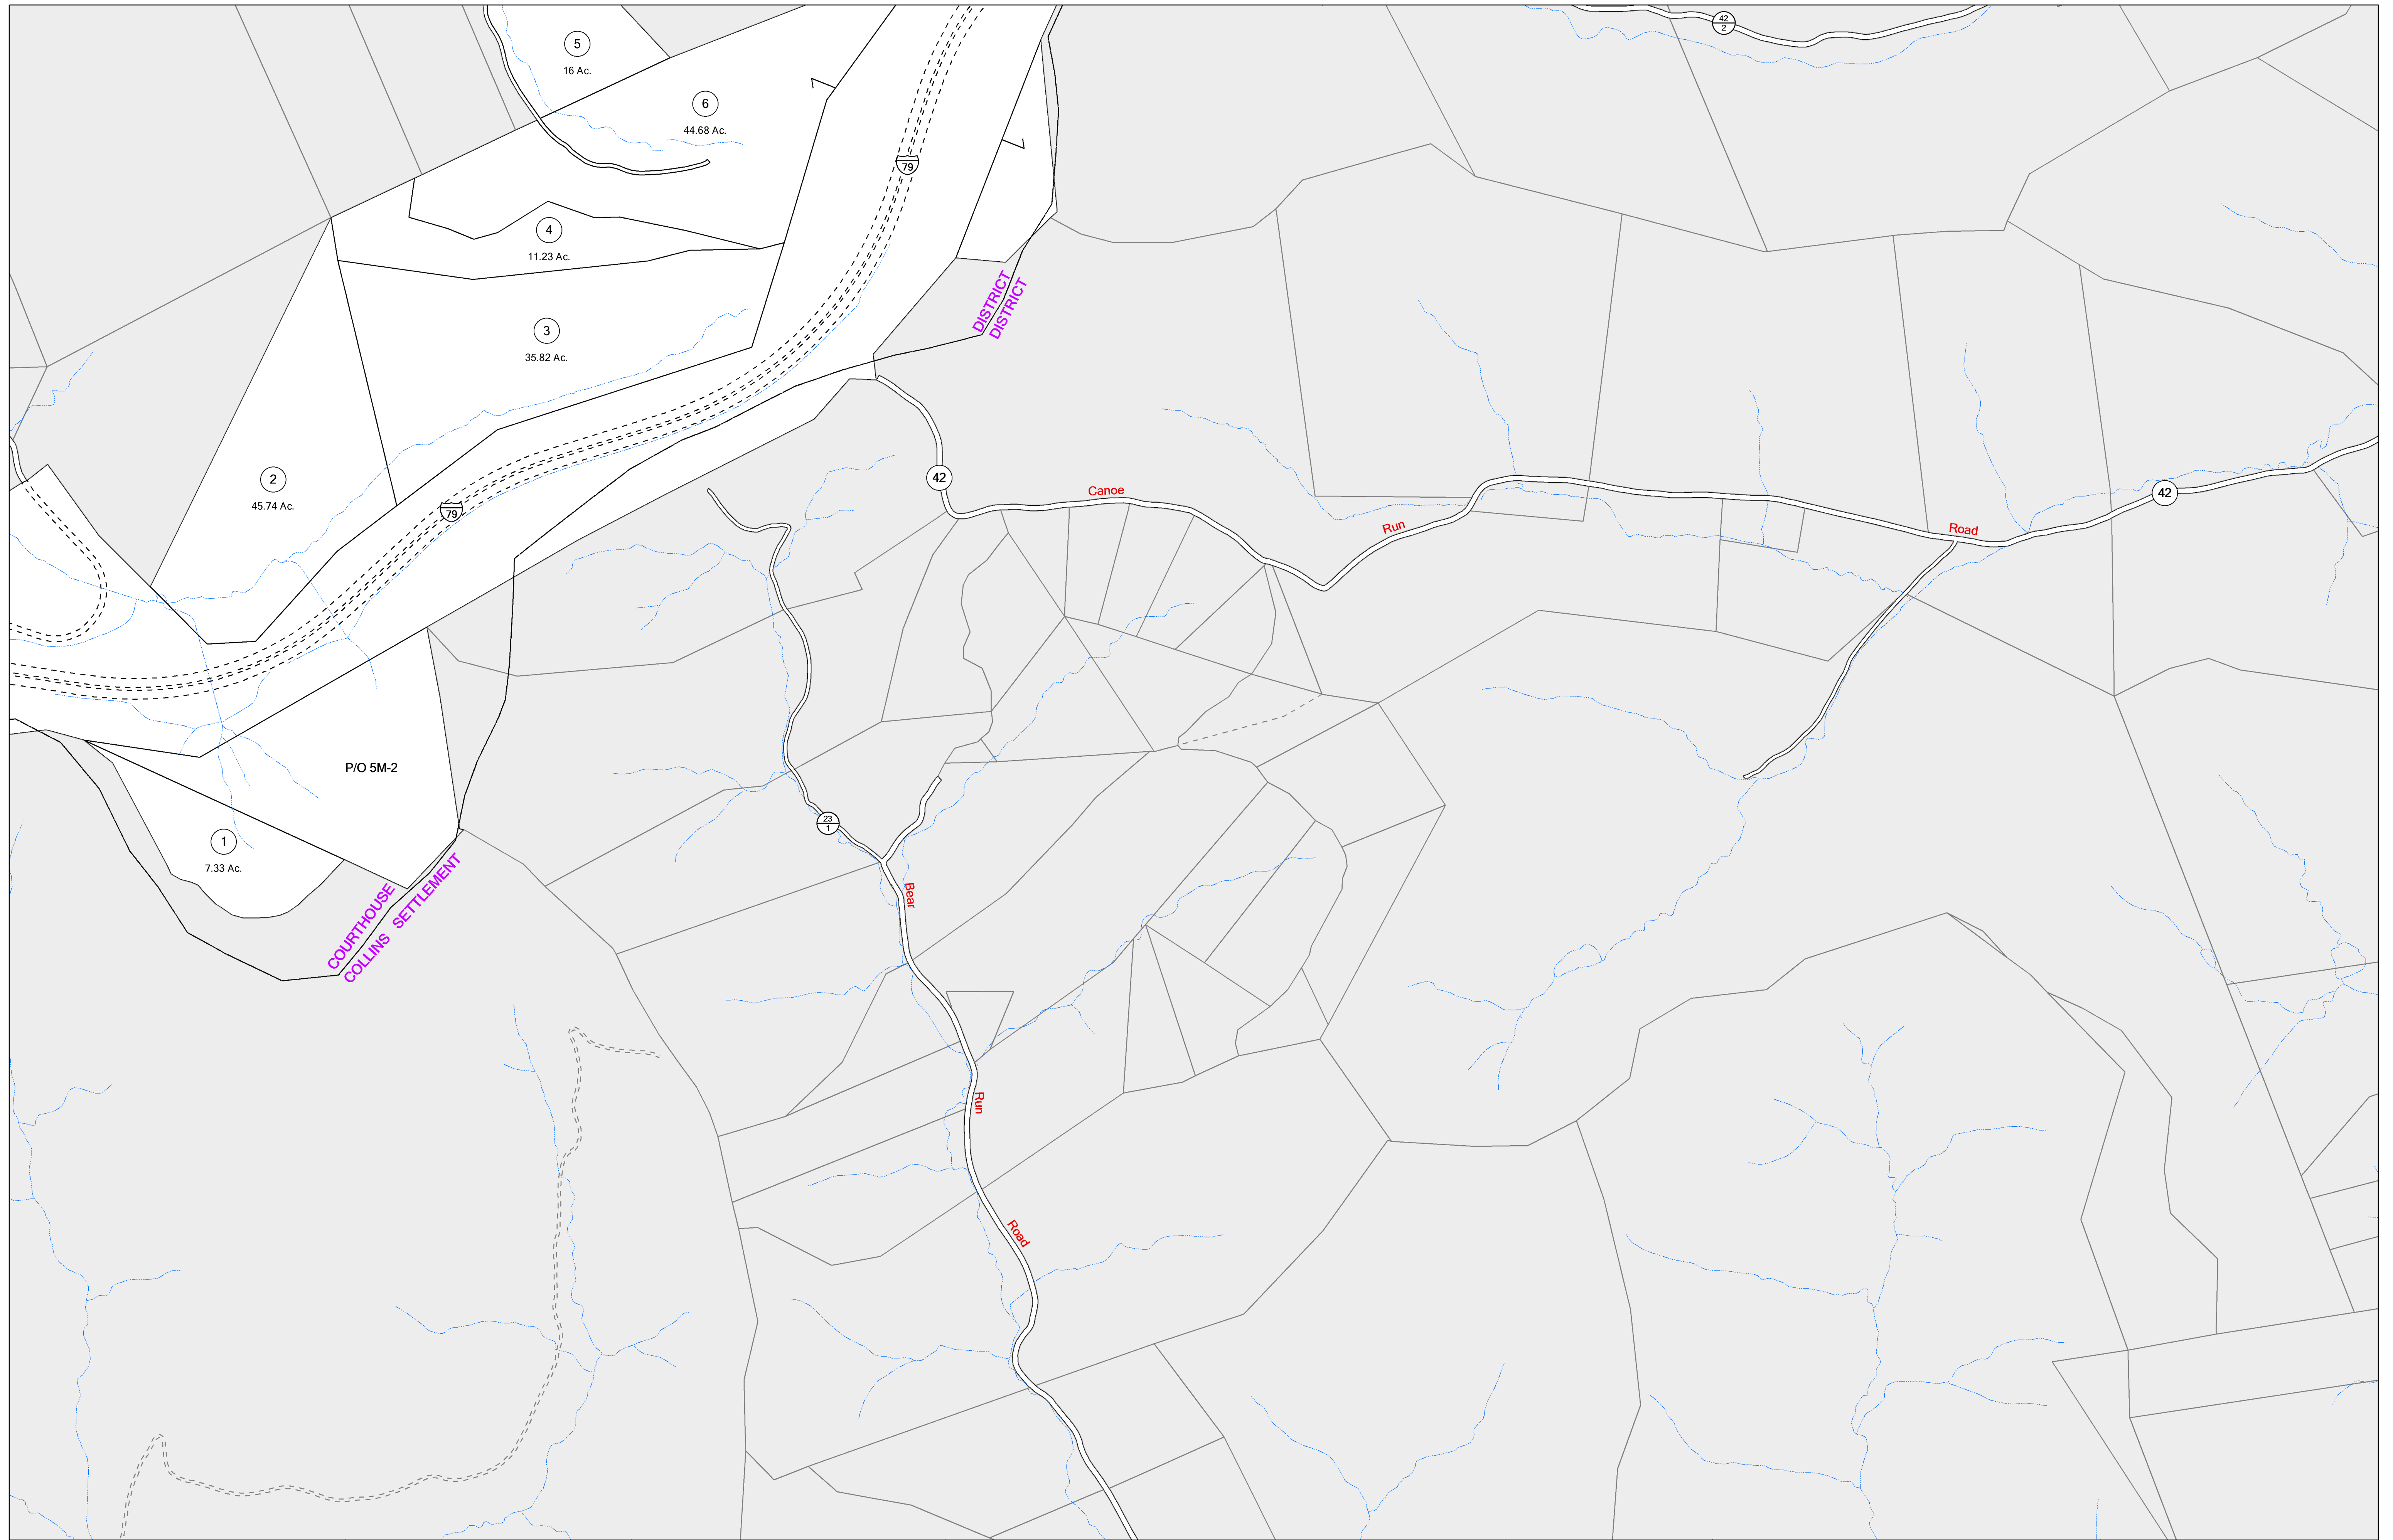 42
2
5
16 Ac.
6
44.68 Ac.
79
4
11.23 Ac.
DISTRICT
DISTRICT
3
35.82 Ac.
42
2
45.74 Ac.
Canoe
42
79
Run
Road
P/O 5M-2
23
1
1
7.33 Ac.
COURTHOUSE
COLLINS SETTLEMENT
Bear
Run
Road